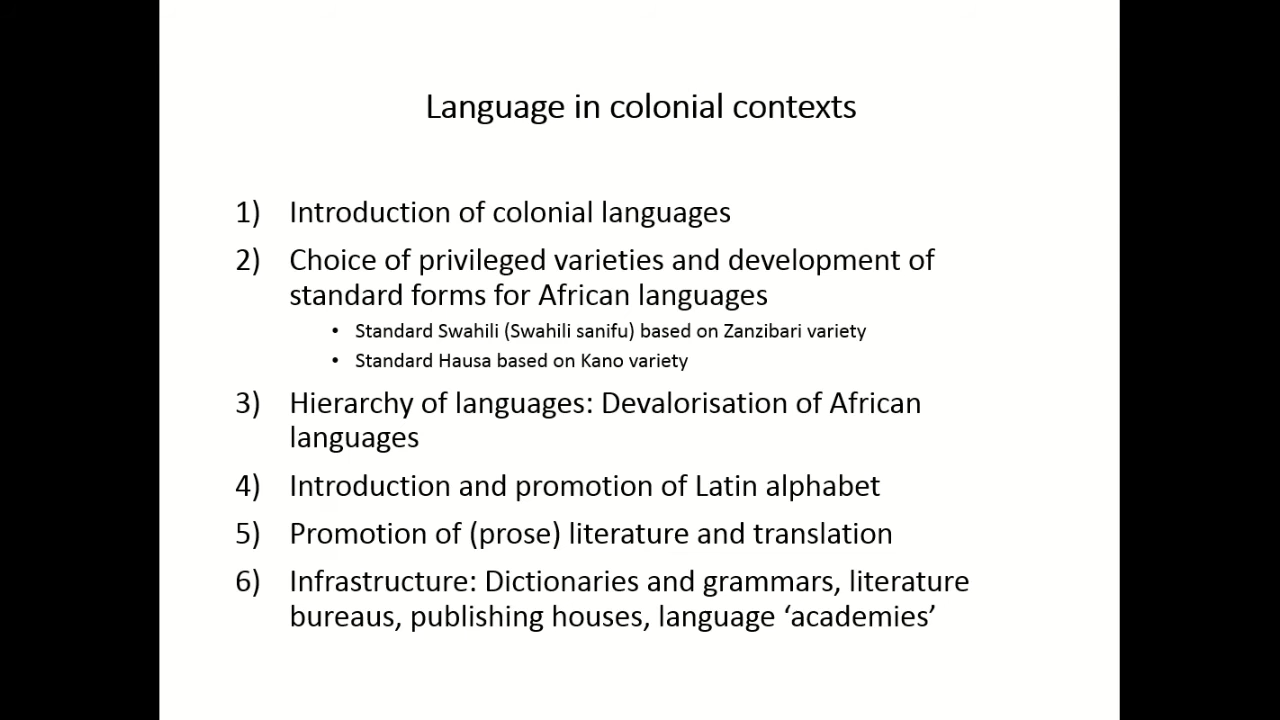 Language in colonial contexts
1) Introduction of colonial languages
2) Choice of privileged varieties and development of
standard forms for African languages
• Standard Swahili (Swahili sanifu) based on Zanzibari variety
• Standard Hausa based on Kano variety
3) Hierarchy of languages: Devalorisation of African
languages
4) Introduction and promotion of Latin alphabet
5) Promotion of (prose) literature and translation
6) Infrastructure: Dictionaries and grammars, literature
bureaus, publishing houses, language ‘academies’